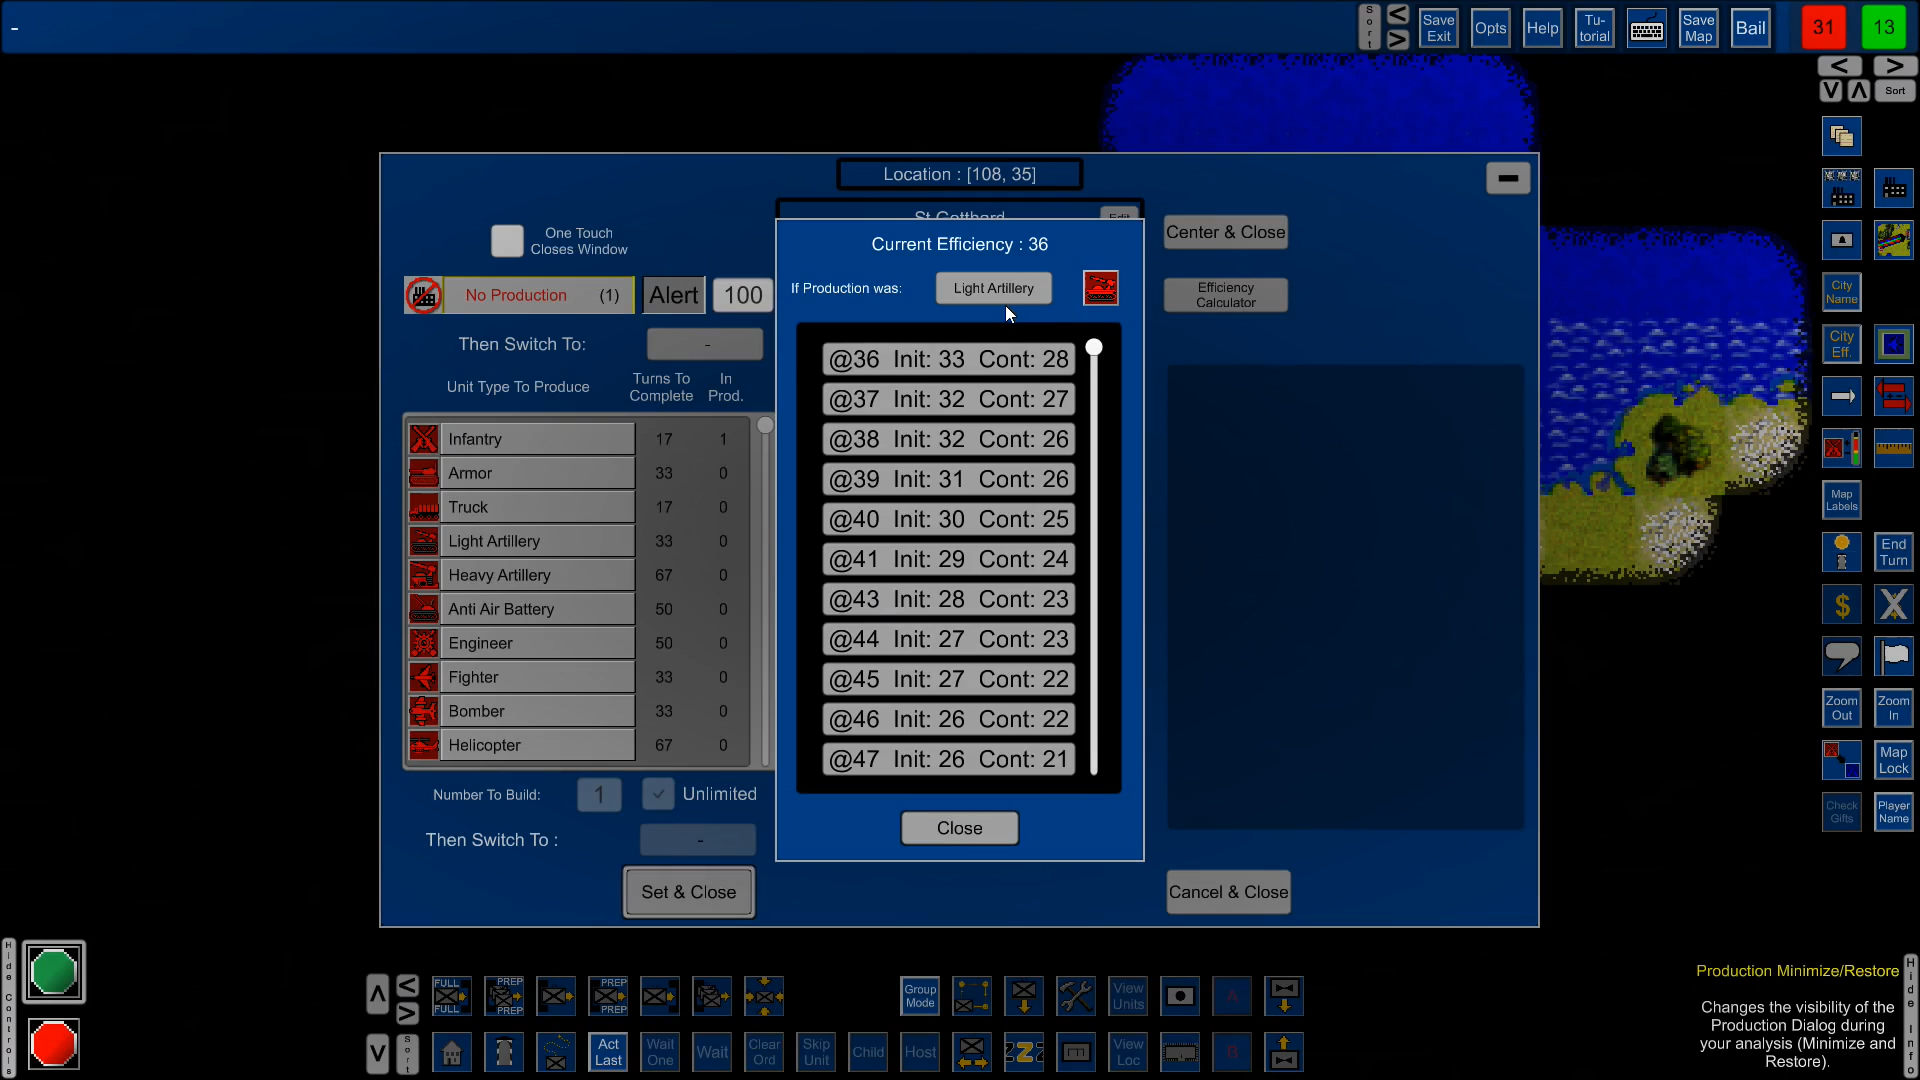 -
Sort
<
>
Save
Exit
Opts
Help
Tu-
torial
Save
Map
Bail
31
13
<
>
V
Λ
Sort
Location : [108, 35]
St Gotthard
Edit
One Touch
Closes Window
Center & Close
Current Efficiency : 36
If Production was:
Light Artillery
No Production (1)
Alert
100
Efficiency
Calculator
Then Switch To:
-
Unit Type To Produce
Turns To
Complete
In
Prod.
Infantry 17 1
Armor 33 0
Truck 17 0
Light Artillery 33 0
Heavy Artillery 67 0
Anti Air Battery 50 0
Engineer 50 0
Fighter 33 0
Bomber 33 0
Helicopter 67 0
@36 Init: 33 Cont: 28
@37 Init: 32 Cont: 27
@38 Init: 32 Cont: 26
@39 Init: 31 Cont: 26
@40 Init: 30 Cont: 25
@41 Init: 29 Cont: 24
@43 Init: 28 Cont: 23
@44 Init: 27 Cont: 23
@45 Init: 27 Cont: 22
@46 Init: 26 Cont: 22
@47 Init: 26 Cont: 21
Close
Number To Build:
1
Unlimited
Then Switch To :
-
Set & Close
Cancel & Close
City
Name
City
Eff.
Map
Labels
End
Turn
$
X
Zoom
Out
Zoom
In
Map
Lock
Check
Gifts
Player
Name
Hide Controls
Λ
<
>
FULL
FULL
PREP
PREP
PREP
PREP
Group
Mode
View
Units
A
V
Sort
Act
Last
Wait
One
Wait
Clear
Ord
Skip
Unit
Child
Host
ZZZ
View
Loc
B
Production Minimize/Restore
Changes the visibility of the
Production Dialog during
your analysis (Minimize and
Restore).
Hide Info